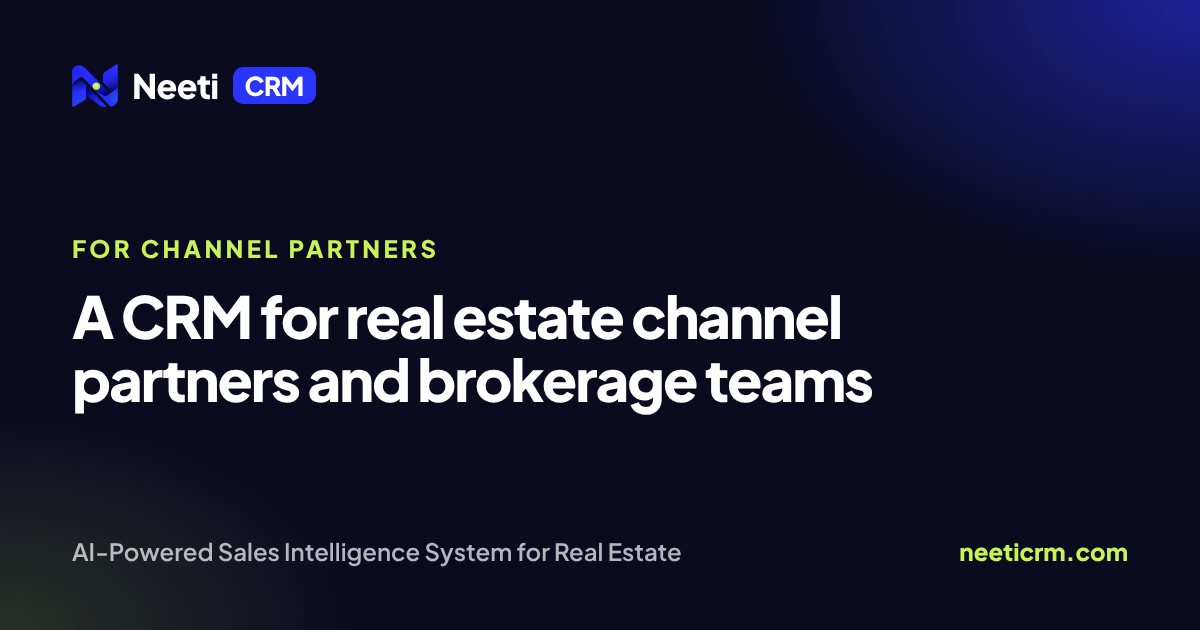 Neeti CRM
FOR CHANNEL PARTNERS
A CRM for real estate channel
partners and brokerage teams
AI-Powered Sales Intelligence System for Real Estate
neeticrm.com